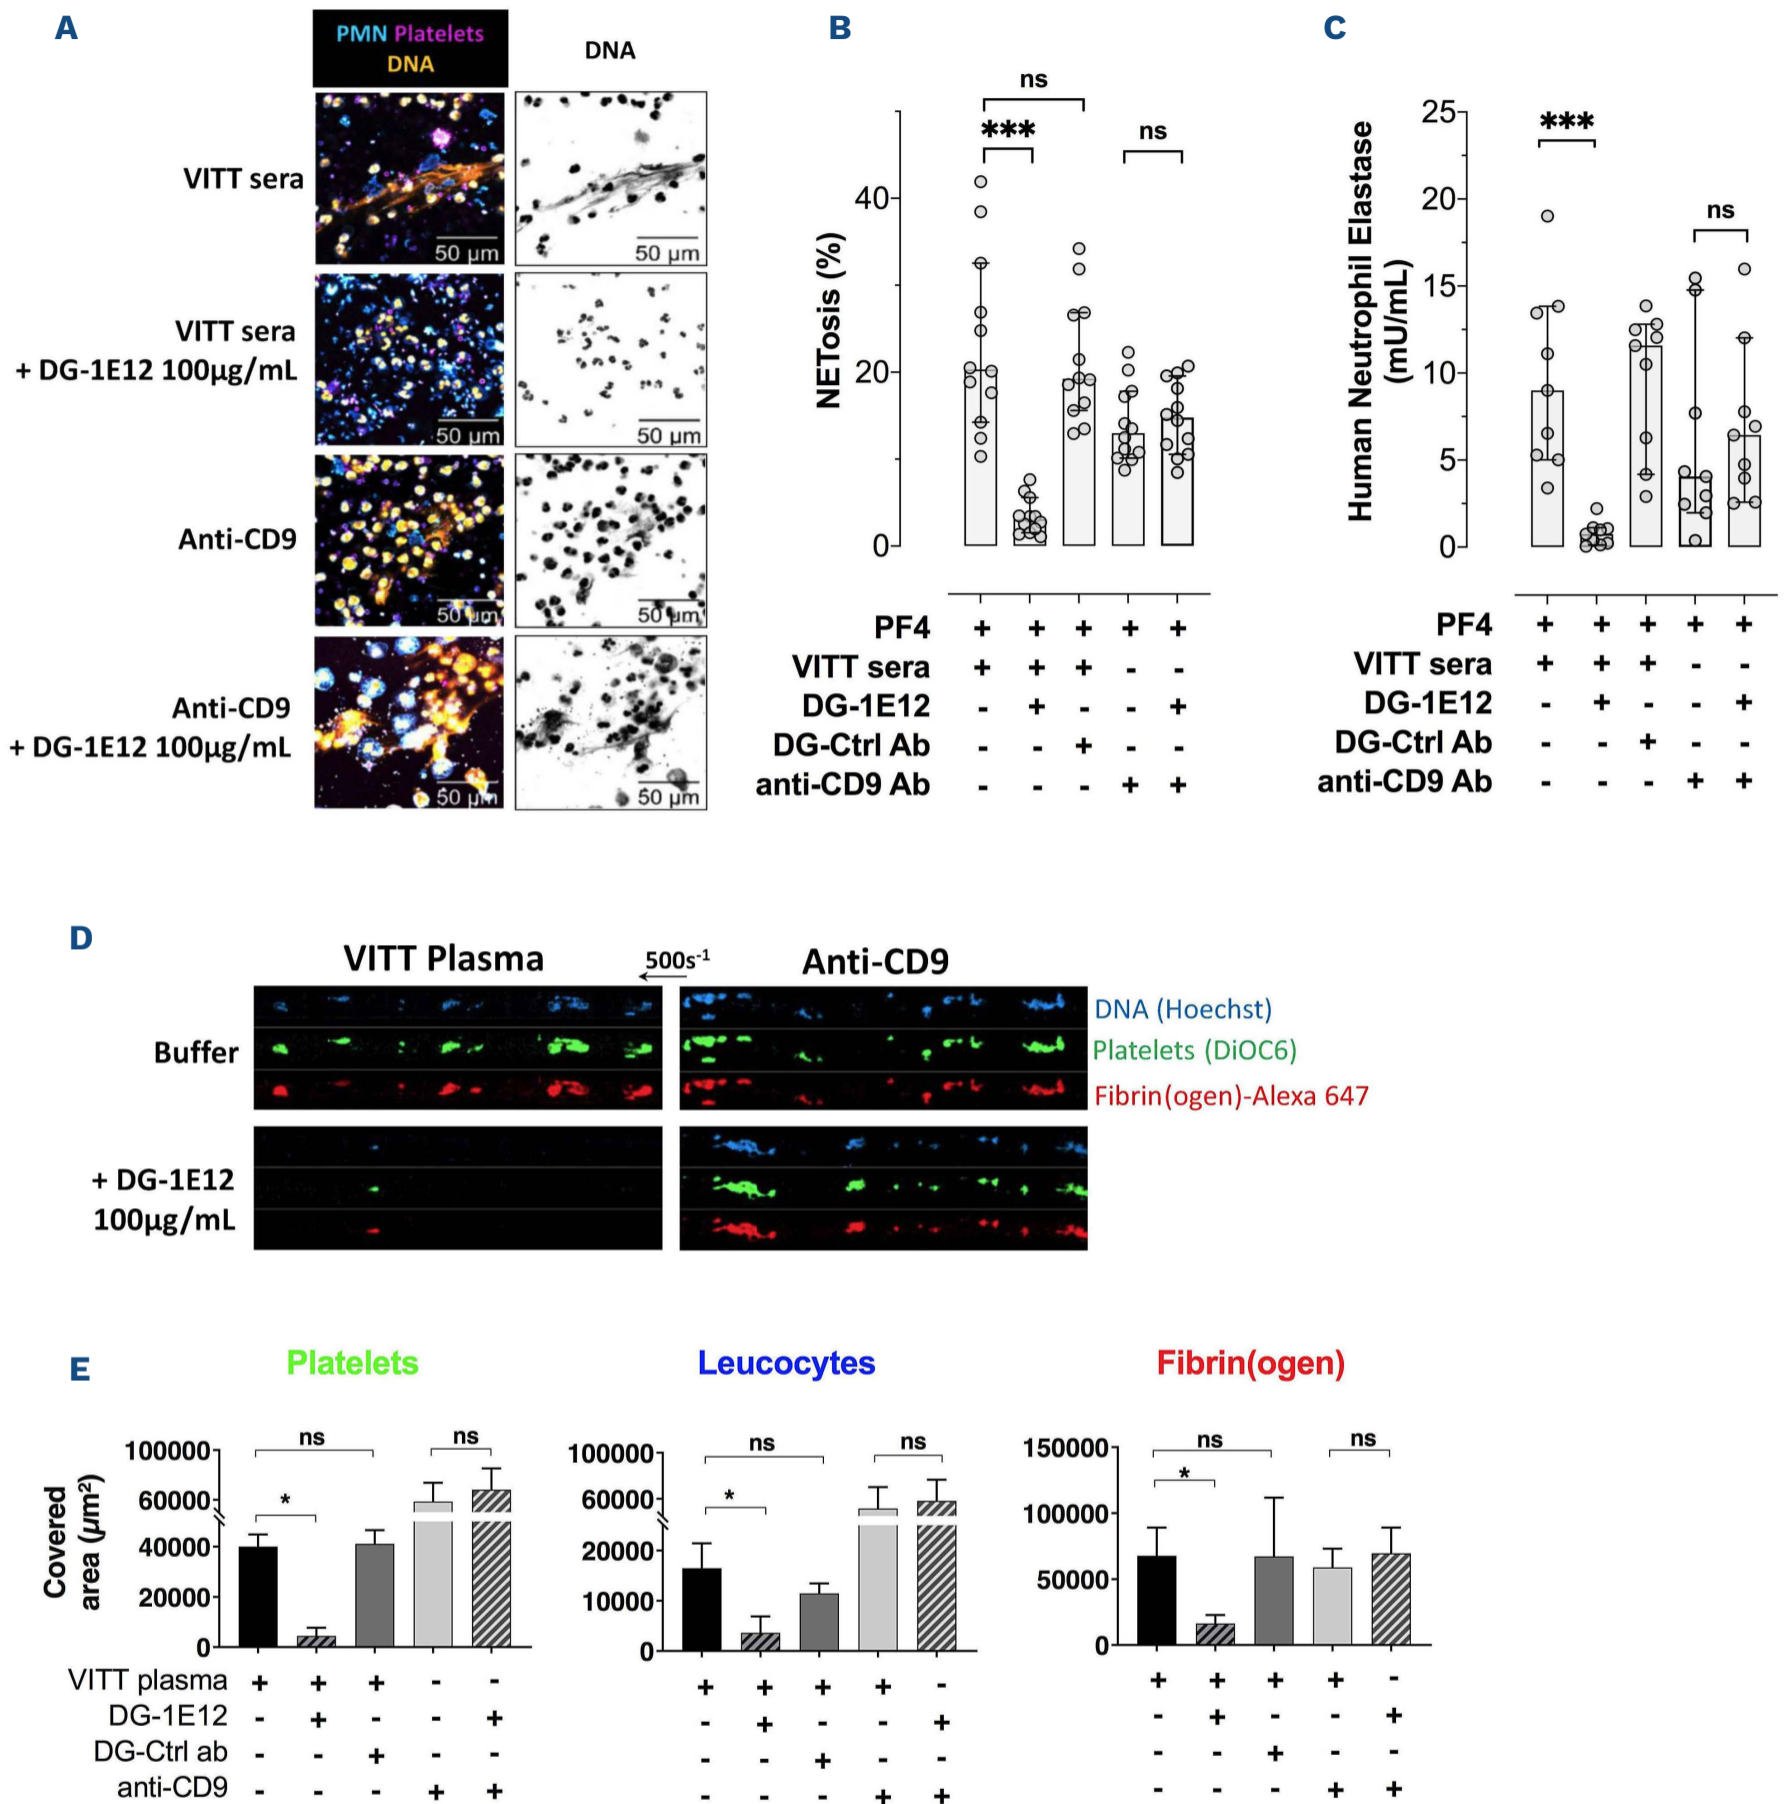 A
PMN Platelets
DNA
DNA
VITT sera
50 µm
50 µm
VITT sera
+ DG-1E12 100µg/mL
50 µm
50 µm
Anti-CD9
50 µm
50 µm
Anti-CD9
+ DG-1E12 100µg/mL
50 µm
50 µm
B
NETosis (%)
40
20
0
ns
***
ns
PF4 + + + + +
VITT sera + + + - -
DG-1E12 - + - - +
DG-Ctrl Ab - - + - -
anti-CD9 Ab - - - + +
C
Human Neutrophil Elastase
(mU/mL)
25
20
15
10
5
0
***
ns
PF4 + + + + +
VITT sera + + + - -
DG-1E12 - + - - +
DG-Ctrl Ab - - + - -
anti-CD9 Ab - - - + +
D
VITT Plasma
500s-1
Anti-CD9
Buffer
DNA (Hoechst)
Platelets (DiOC6)
Fibrin(ogen)-Alexa 647
+ DG-1E12
100µg/mL
E
Platelets
Covered
area (µm²)
100000
60000
40000
20000
0
ns
*
ns
VITT plasma + + + - -
DG-1E12 - + - - +
DG-Ctrl ab - - + - -
anti-CD9 - - - + +
Leucocytes
100000
60000
20000
10000
0
ns
*
ns
+ + + + -
- + - - +
- - + - -
- - - + +
Fibrin(ogen)
150000
100000
50000
0
ns
*
ns
+ + + + -
- + - - +
- - + - -
- - - + +